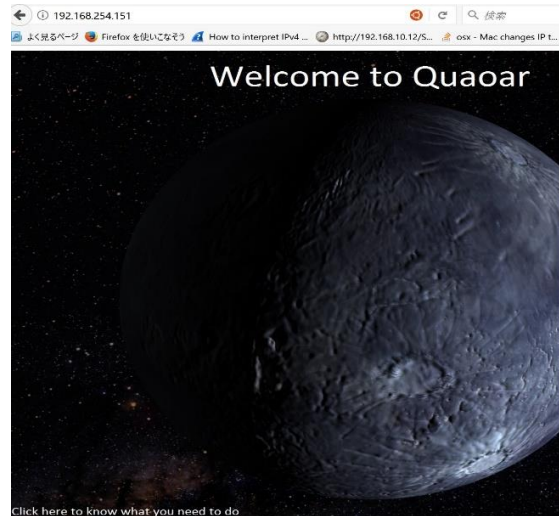 192.168.254.151
検索
よく見るページ Firefox を使いこなそう How to interpret IPv4 ... http://192.168.10.12/S... osx - Mac changes IP t...
Welcome to Quaoar
Click here to know what you need to do